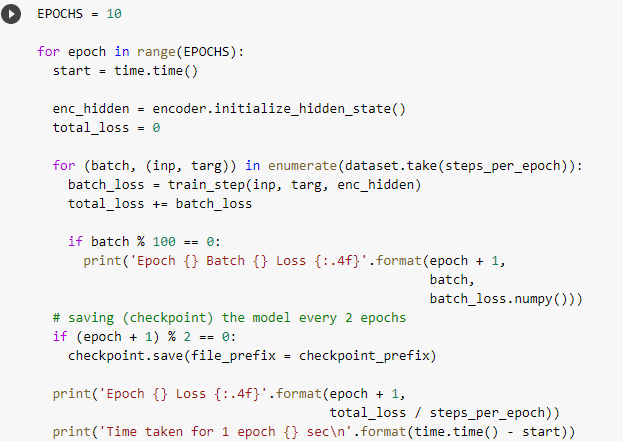 EPOCHS = 10
for epoch in range(EPOCHS):
  start = time.time()
  enc_hidden = encoder.initialize_hidden_state()
  total_loss = 0
  for (batch, (inp, targ)) in enumerate(dataset.take(steps_per_epoch)):
    batch_loss = train_step(inp, targ, enc_hidden)
    total_loss += batch_loss
    if batch % 100 == 0:
      print('Epoch {} Batch {} Loss {:.4f}'.format(epoch + 1,
                                                   batch,
                                                   batch_loss.numpy()))
  # saving (checkpoint) the model every 2 epochs
  if (epoch + 1) % 2 == 0:
    checkpoint.save(file_prefix = checkpoint_prefix)
  print('Epoch {} Loss {:.4f}'.format(epoch + 1,
                                      total_loss / steps_per_epoch))
  print('Time taken for 1 epoch {} sec\n'.format(time.time() - start))